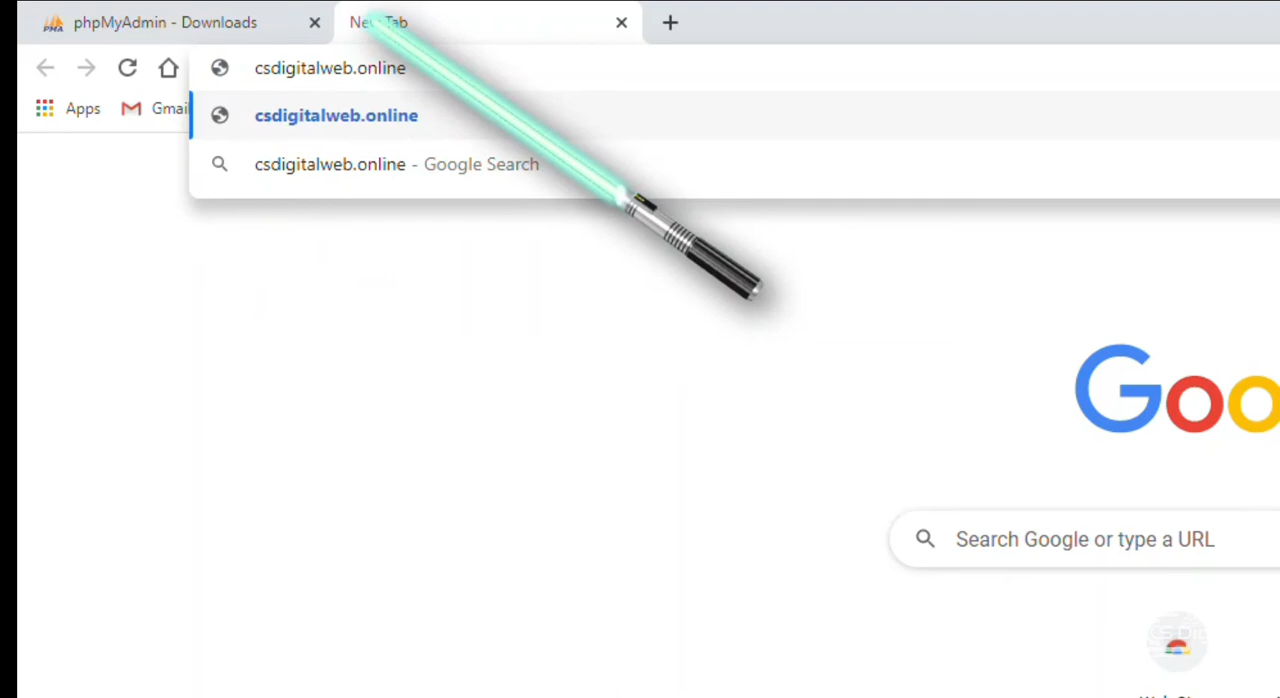 phpMyAdmin - Downloads
New Tab
csdigitalweb.online
Apps
Gmail
csdigitalweb.online
csdigitalweb.online - Google Search
Goo
Search Google or type a URL